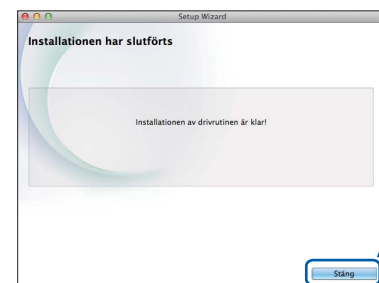 Setup Wizard
Installationen har slutförts
Installationen av drivrutinen är klar!
Stäng